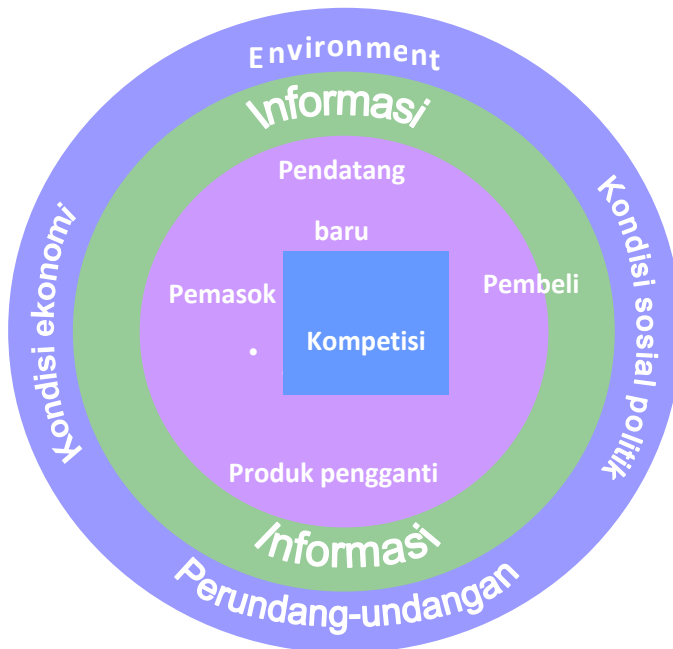 Environment
Informasi
Pendatang
baru
Kondisi ekonomi
Pemasok
Pembeli
Kondisi sosial politik
Kompetisi
Produk pengganti
Informasi
Perundang-undangan